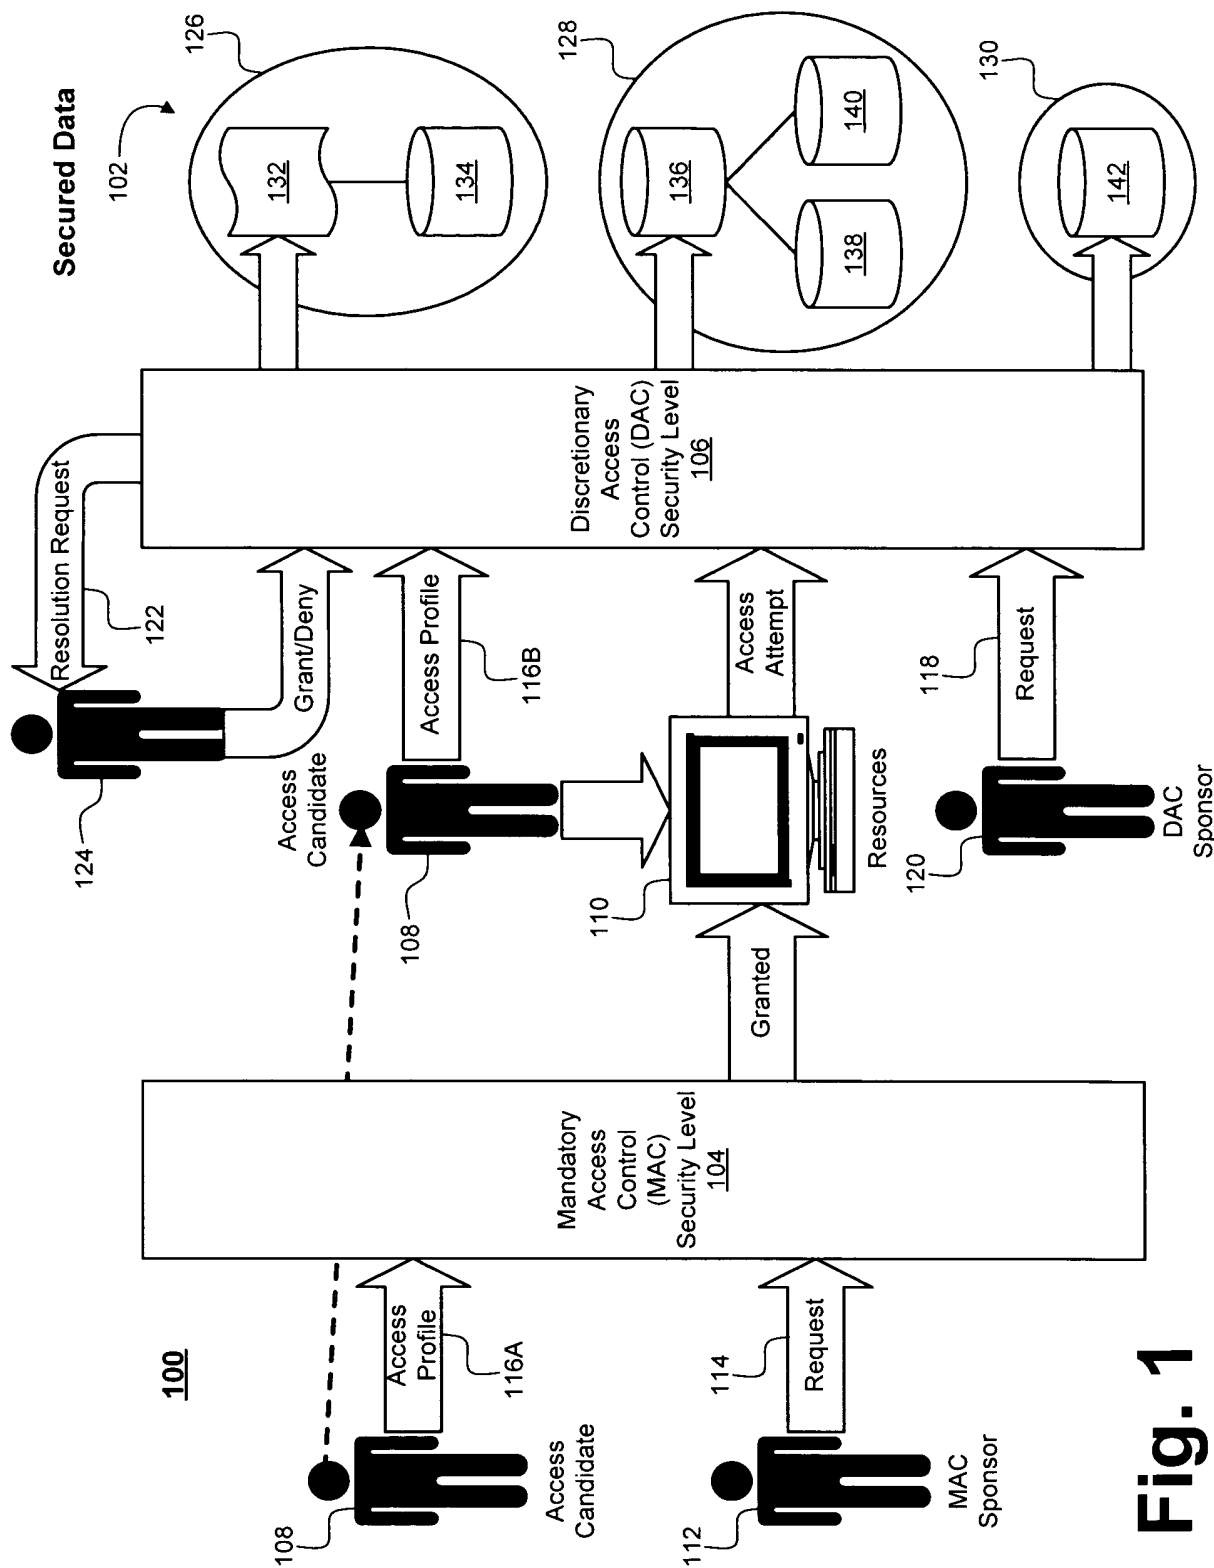 100
Secured Data
102
126
132
134
128
136
138
140
130
142
Resolution Request
122
124
Grant/Deny
Access
Candidate
108
Access Profile
116B
Discretionary
Access
Control (DAC)
Security Level
106
110
Resources
Access
Attempt
Granted
118
Request
120
DAC
Sponsor
Mandatory
Access
Control
(MAC)
Security Level
104
Access
Profile
116A
108
Access
Candidate
114
Request
112
MAC
Sponsor
Fig. 1